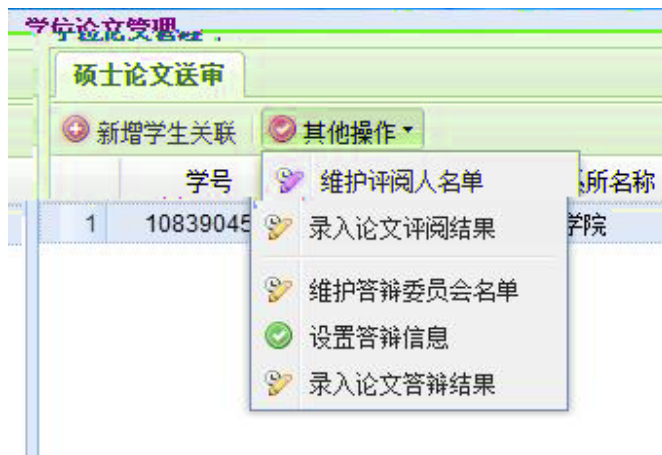 学位论文管理
硕士论文送审
新增学生关联 其他操作
学号 维护评阅人名单 所名称
1 10839045 录入论文评阅结果 学院
维护答辩委员会名单
设置答辩信息
录入论文答辩结果